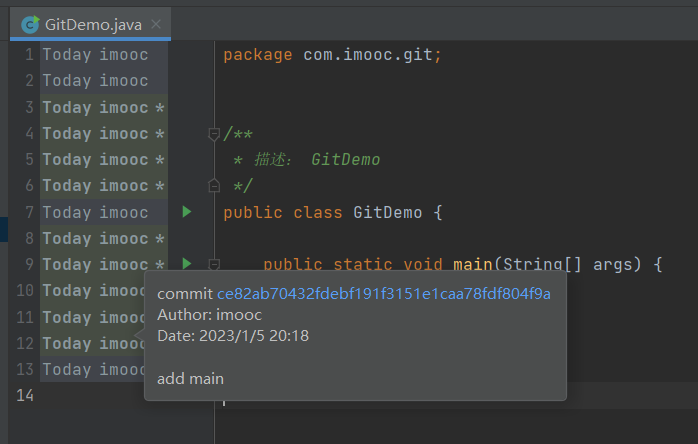 GitDemo.java
1 Today imooc package com.imooc.git;
2 Today imooc
3 Today imooc *
4 Today imooc * /**
5 Today imooc * * 描述： GitDemo
6 Today imooc * */
7 Today imooc public class GitDemo {
8 Today imooc *
9 Today imooc * public static void main(String[] args) {
10 Today imooc
11 Today imooc
12 Today imooc
13 Today imooc
14
commit ce82ab70432fdebf191f3151e1caa78fdf804f9a
Author: imooc
Date: 2023/1/5 20:18
add main